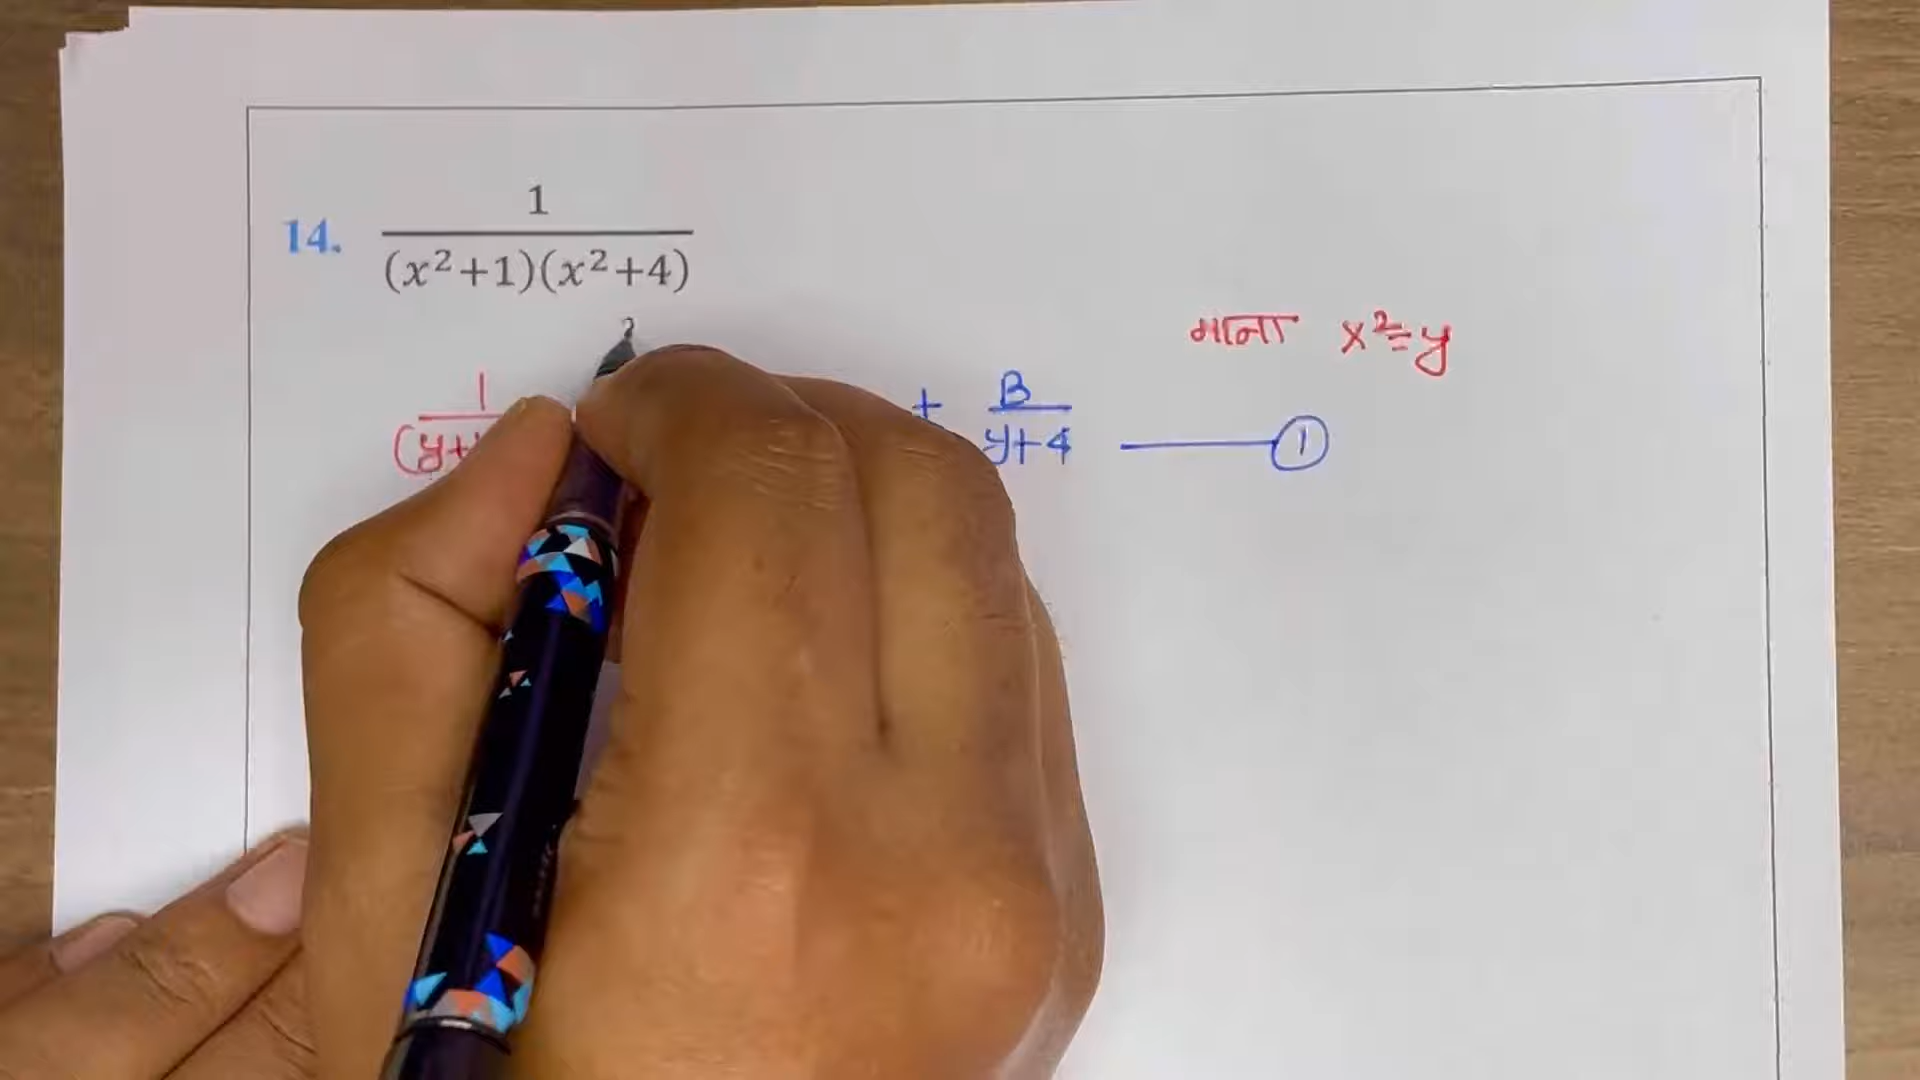 14. 1
(x²+1)(x²+4)
माना x²=y
1 + B
(y+ y+4 ①